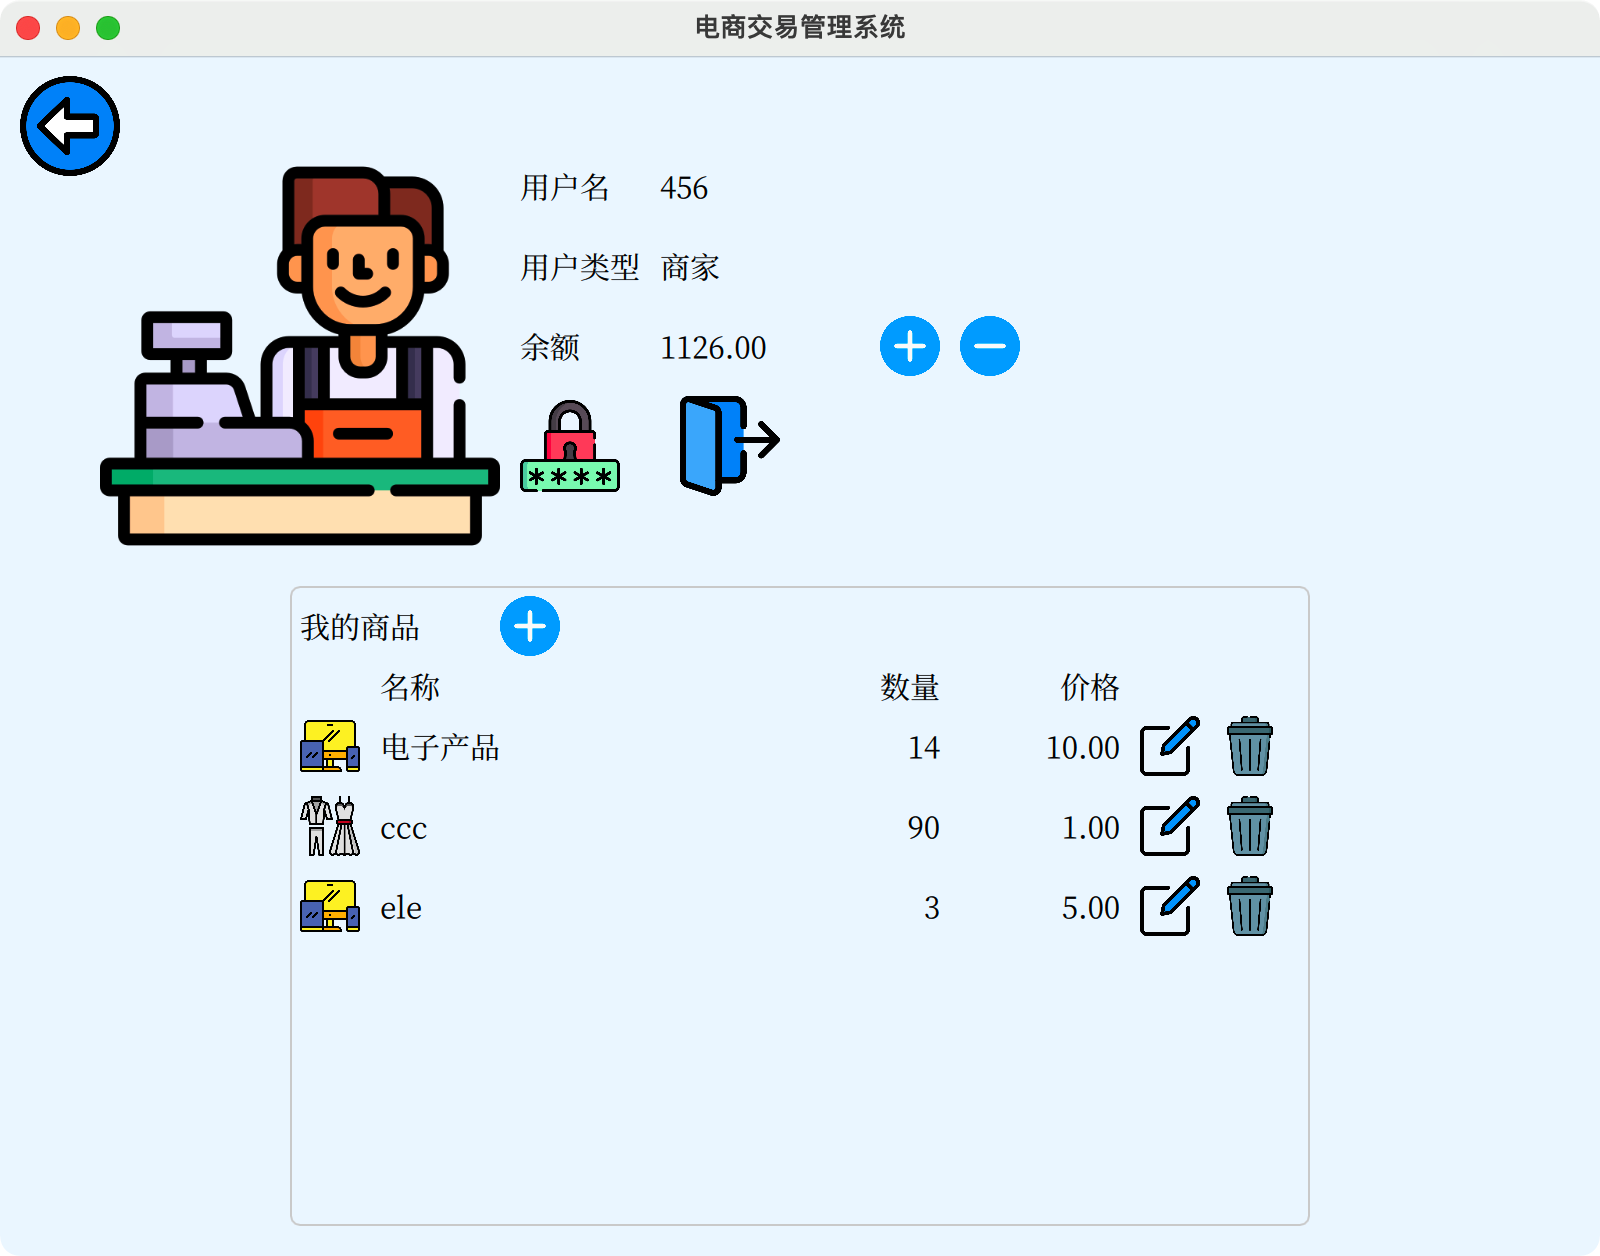 电商交易管理系统
用户名 456
用户类型 商家
余额 1126.00
****
我的商品
名称 数量 价格
电子产品 14 10.00
ccc 90 1.00
ele 3 5.00